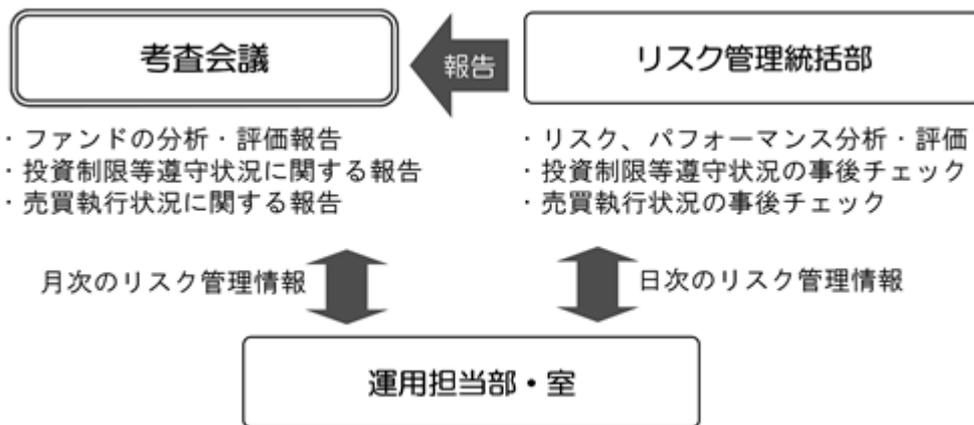 考査会議
報告
リスク管理統括部
・ファンドの分析・評価報告
・投資制限等遵守状況に関する報告
・売買執行状況に関する報告
・リスク、パフォーマンス分析・評価
・投資制限等遵守状況の事後チェック
・売買執行状況の事後チェック
月次のリスク管理情報
日次のリスク管理情報
運用担当部・室